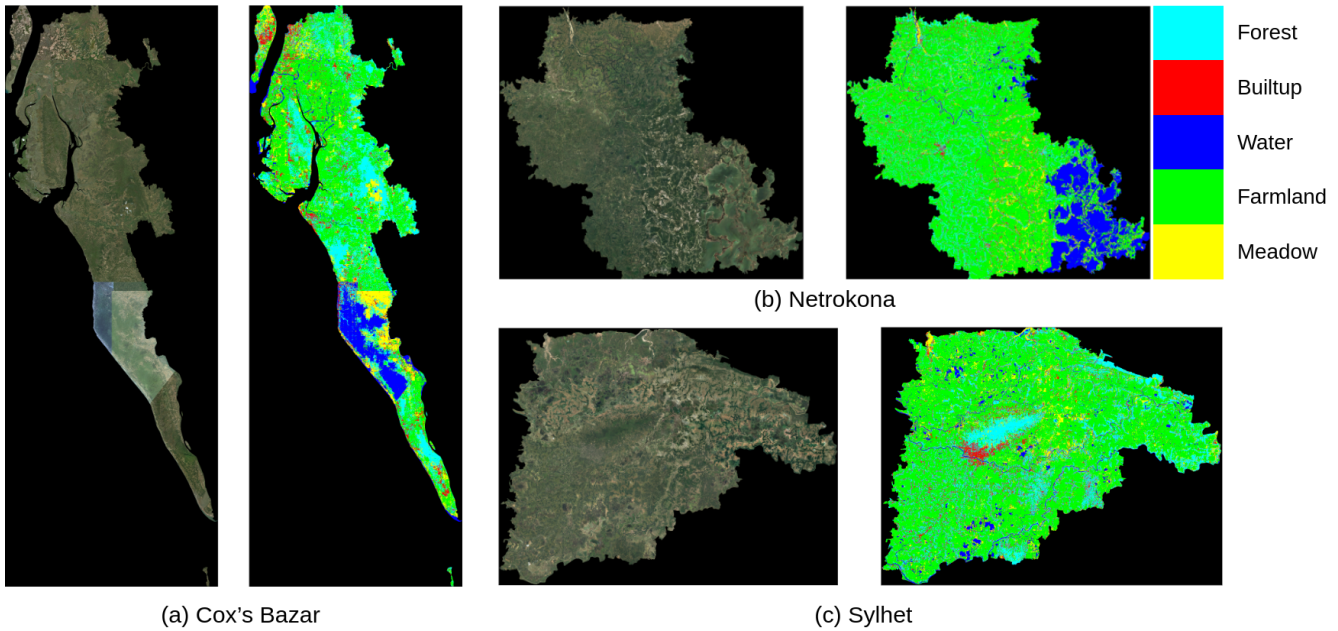 Forest
Builtup
Water
Farmland
Meadow
(b) Netrokona
(a) Cox's Bazar
(c) Sylhet